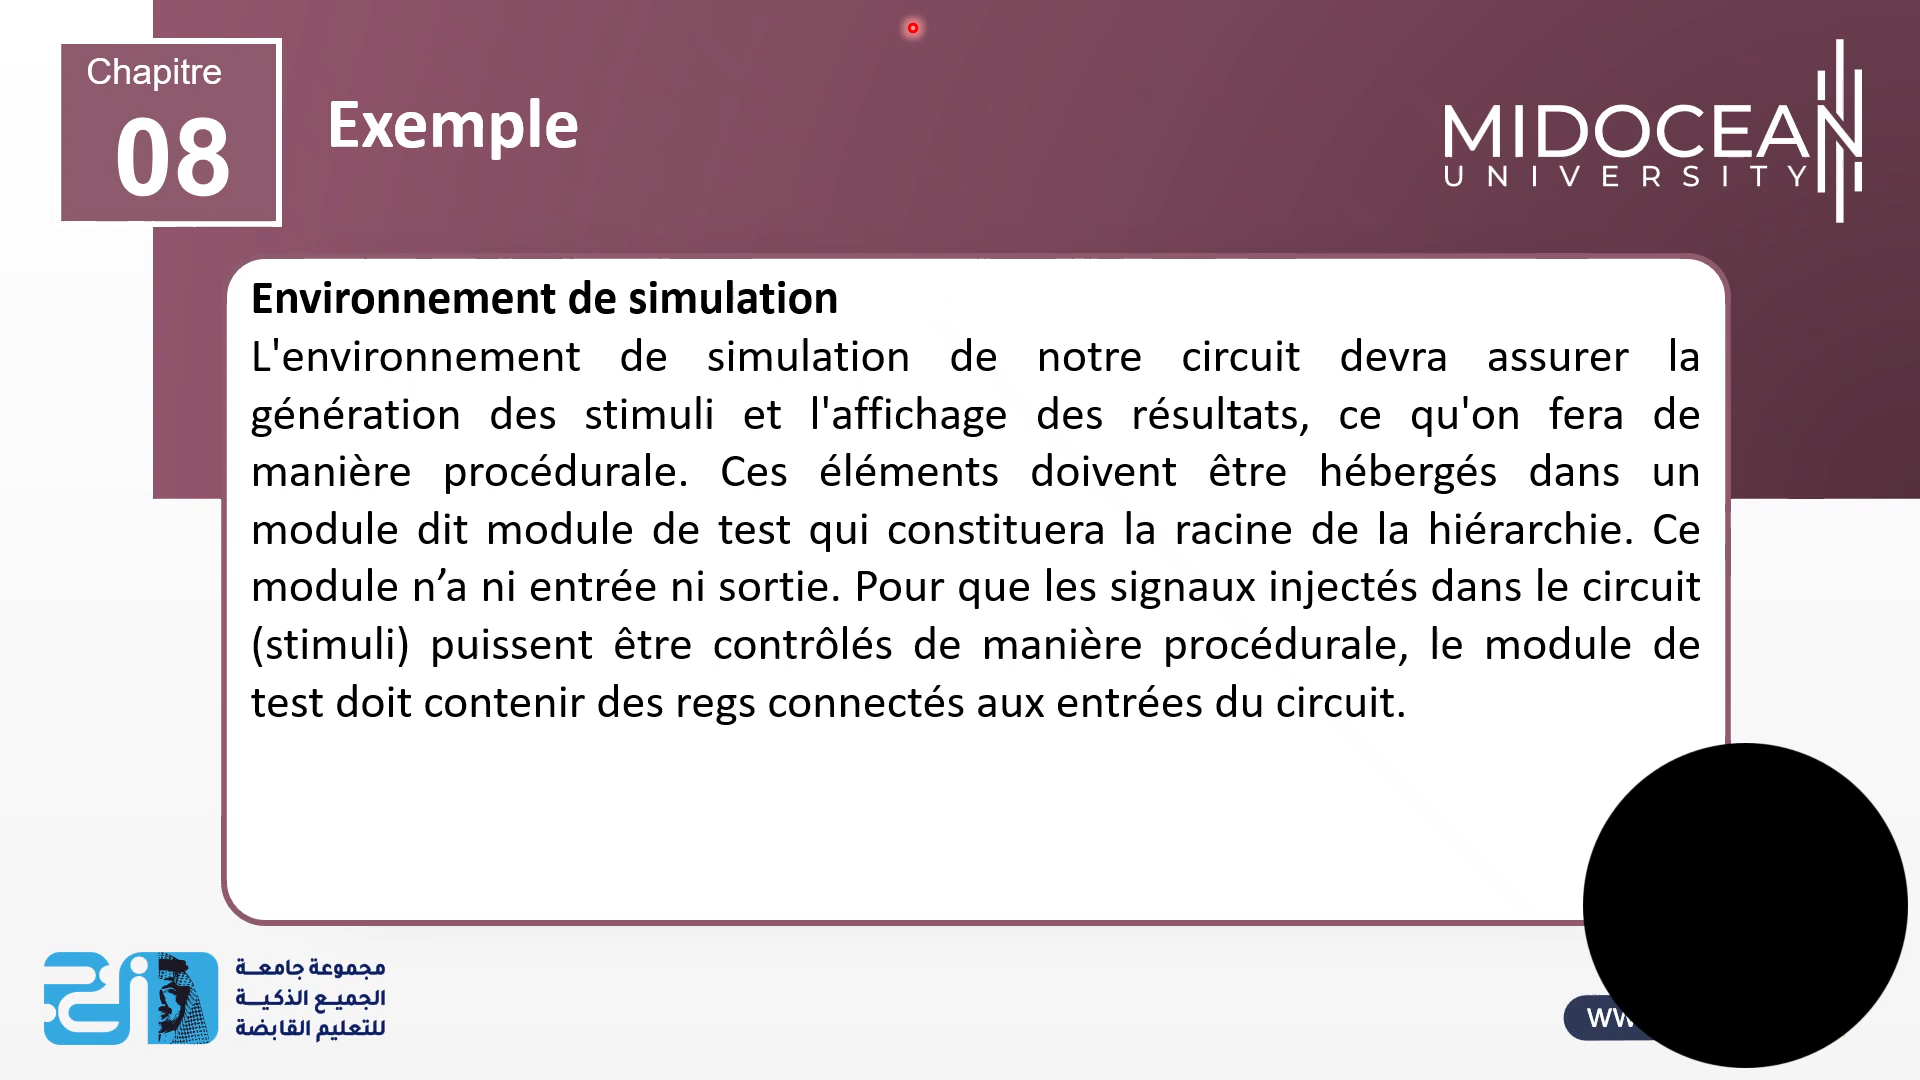 Chapitre
08
Exemple
MIDOCEAN
UNIVERSITY
Environnement de simulation
L'environnement de simulation de notre circuit devra assurer la
génération des stimuli et l'affichage des résultats, ce qu'on fera de
manière procédurale. Ces éléments doivent être hébergés dans un
module dit module de test qui constituera la racine de la hiérarchie. Ce
module n’a ni entrée ni sortie. Pour que les signaux injectés dans le circuit
(stimuli) puissent être contrôlés de manière procédurale, le module de
test doit contenir des regs connectés aux entrées du circuit.
مجموعة جامعة
الجميع الذكية
للتعليم القابضة